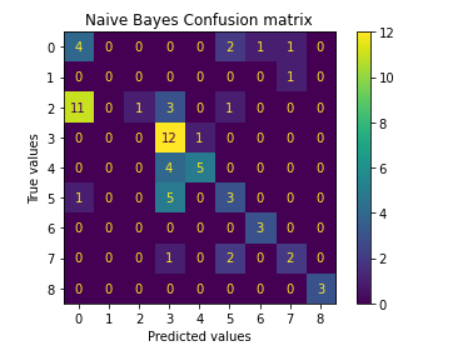 Naive Bayes Confusion matrix
0 4 0 0 0 0 2 1 1 0
1 0 0 0 0 0 0 0 1 0
2 11 0 1 3 0 1 0 0 0
3 0 0 0 12 1 0 0 0 0
4 0 0 0 4 5 0 0 0 0
5 1 0 0 5 0 3 0 0 0
6 0 0 0 0 0 0 3 0 0
7 0 0 0 1 0 2 0 2 0
8 0 0 0 0 0 0 0 0 3
0 1 2 3 4 5 6 7 8
True values
Predicted values
12
10
8
6
4
2
0